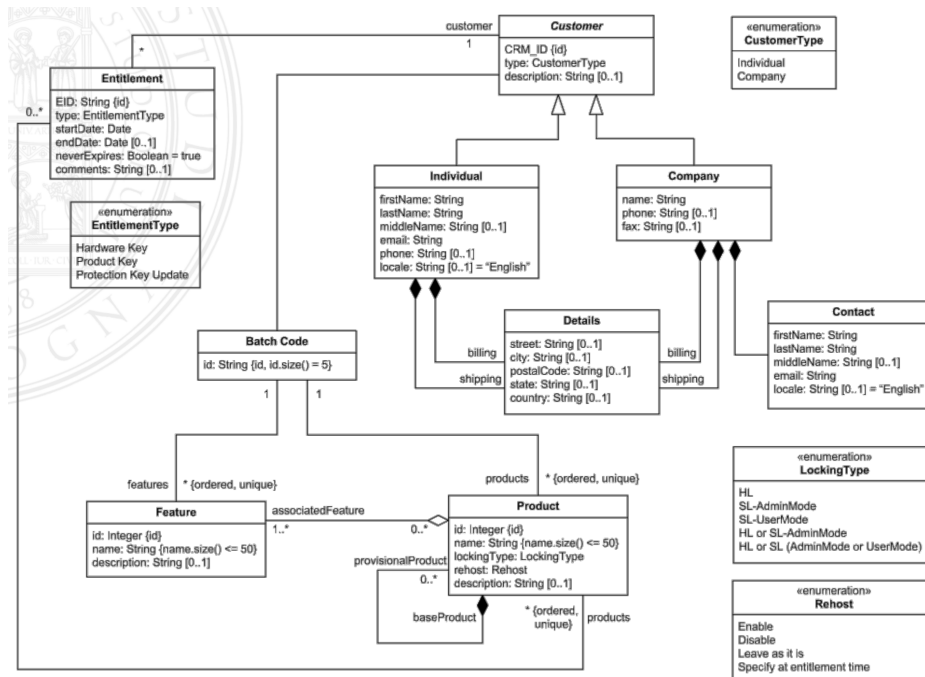 customer
1
*
Customer
CRM_ID {id}
type: CustomerType
description: String [0..1]
«enumeration»
CustomerType
Individual
Company
Entitlement
EID: String {id}
type: EntitlementType
startDate: Date
endDate: Date [0..1]
neverExpires: Boolean = true
comments: String [0..1]
0..*
«enumeration»
EntitlementType
Hardware Key
Product Key
Protection Key Update
Individual
firstName: String
lastName: String
middleName: String [0..1]
email: String
phone: String [0..1]
locale: String [0..1] = “English”
Company
name: String
phone: String [0..1]
fax: String [0..1]
Contact
firstName: String
lastName: String
middleName: String [0..1]
email: String
locale: String [0..1] = “English”
Details
street: String [0..1]
city: String [0..1]
postalCode: String [0..1]
state: String [0..1]
country: String [0..1]
billing
shipping
billing
shipping
Batch Code
id: String {id, id.size() = 5}
1
1
features
* {ordered, unique}
products
* {ordered, unique}
Feature
id: Integer {id}
name: String {name.size() <= 50}
description: String [0..1]
associatedFeature
1..*
0..*
Product
id: Integer {id}
name: String {name.size() <= 50}
lockingType: LockingType
rehost: Rehost
description: String [0..1]
provisionalProduct
0..*
baseProduct
* {ordered,
unique}
products
«enumeration»
LockingType
HL
SL-AdminMode
SL-UserMode
HL or SL-AdminMode
HL or SL (AdminMode or UserMode)
«enumeration»
Rehost
Enable
Disable
Leave as it is
Specify at entitlement time